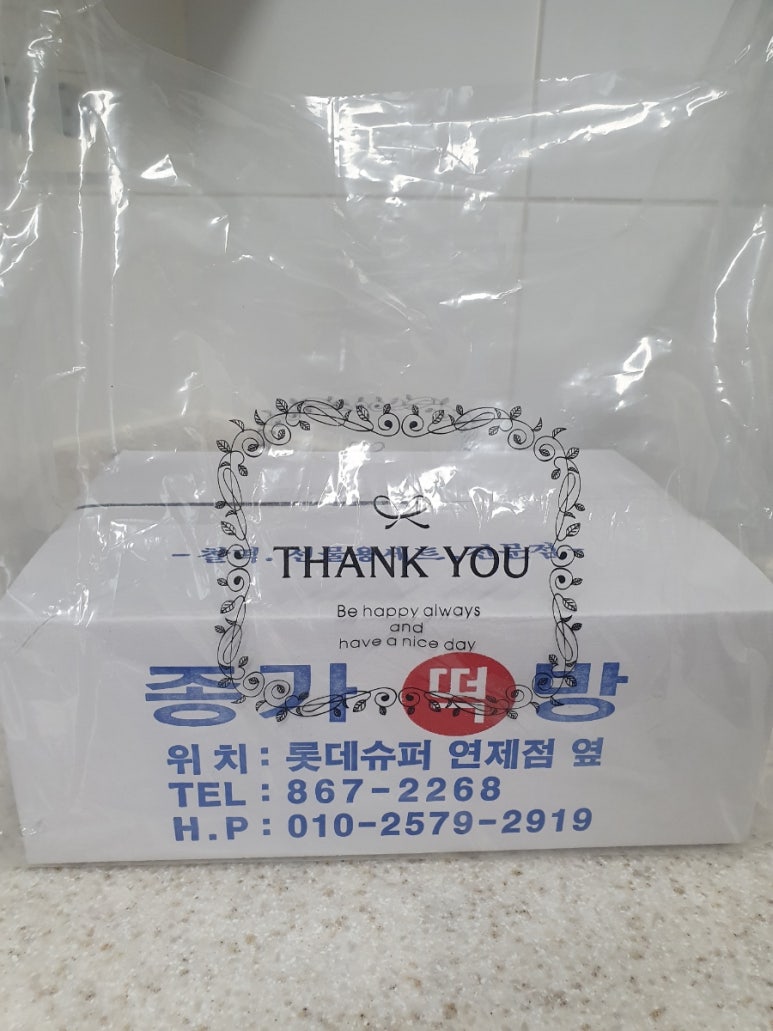 THANK YOU
Be happy always
and
have a nice day
종가 떡 방
위치 : 롯데슈퍼 연제점 옆
TEL : 867-2268
H.P : 010-2579-2919